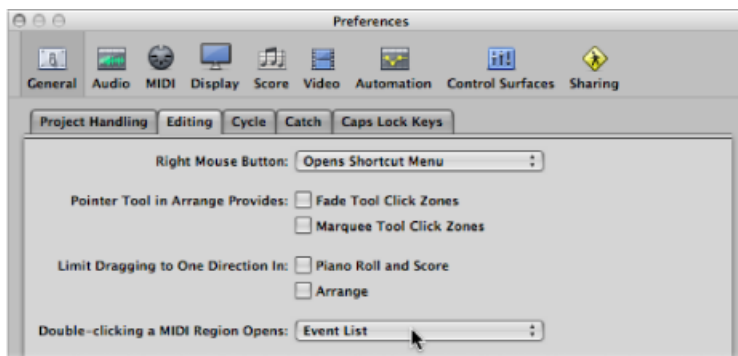 Preferences
General Audio MIDI Display Score Video Automation Control Surfaces Sharing
Project Handling Editing Cycle Catch Caps Lock Keys
Right Mouse Button: Opens Shortcut Menu
Pointer Tool in Arrange Provides: Fade Tool Click Zones
Marquee Tool Click Zones
Limit Dragging to One Direction In: Piano Roll and Score
Arrange
Double-clicking a MIDI Region Opens: Event List